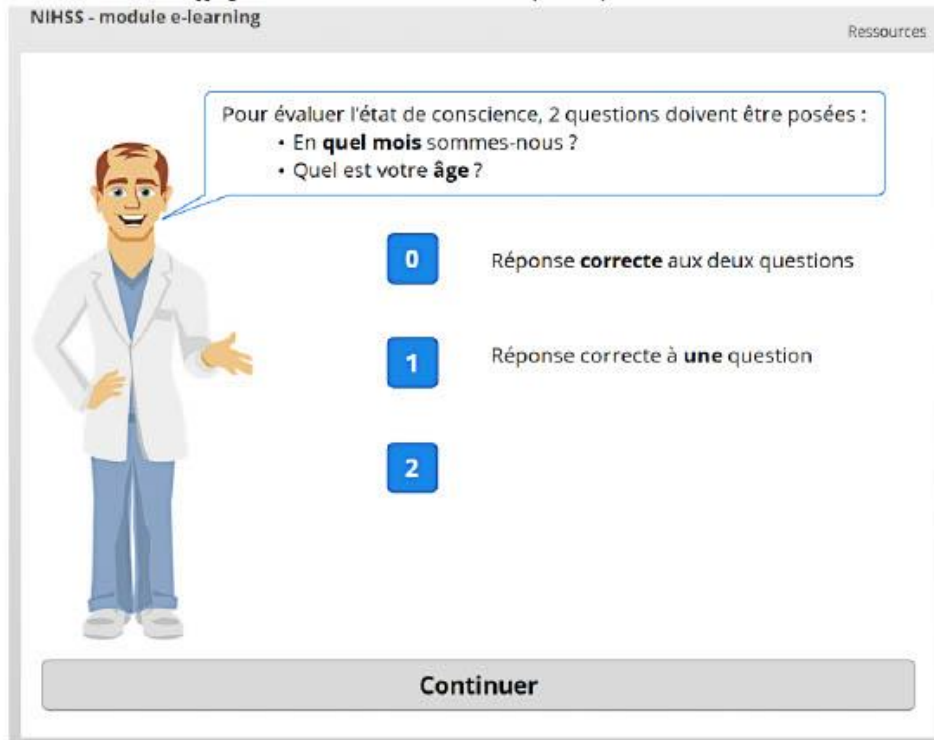 NIHSS - module e-learning
Ressources
Pour évaluer l'état de conscience, 2 questions doivent être posées :
• En quel mois sommes-nous ?
• Quel est votre âge ?
0 Réponse correcte aux deux questions
1 Réponse correcte à une question
2
Continuer